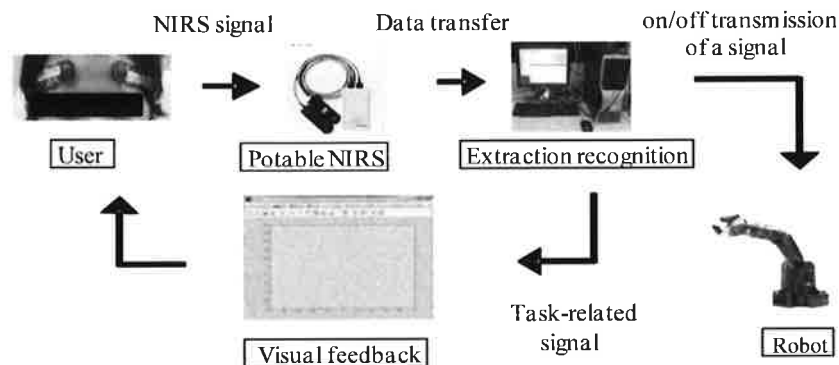 NIRS signal
Data transfer
on/off transmission
of a signal
User
Potable NIRS
Extraction recognition
Task-related
signal
Visual feedback
Robot